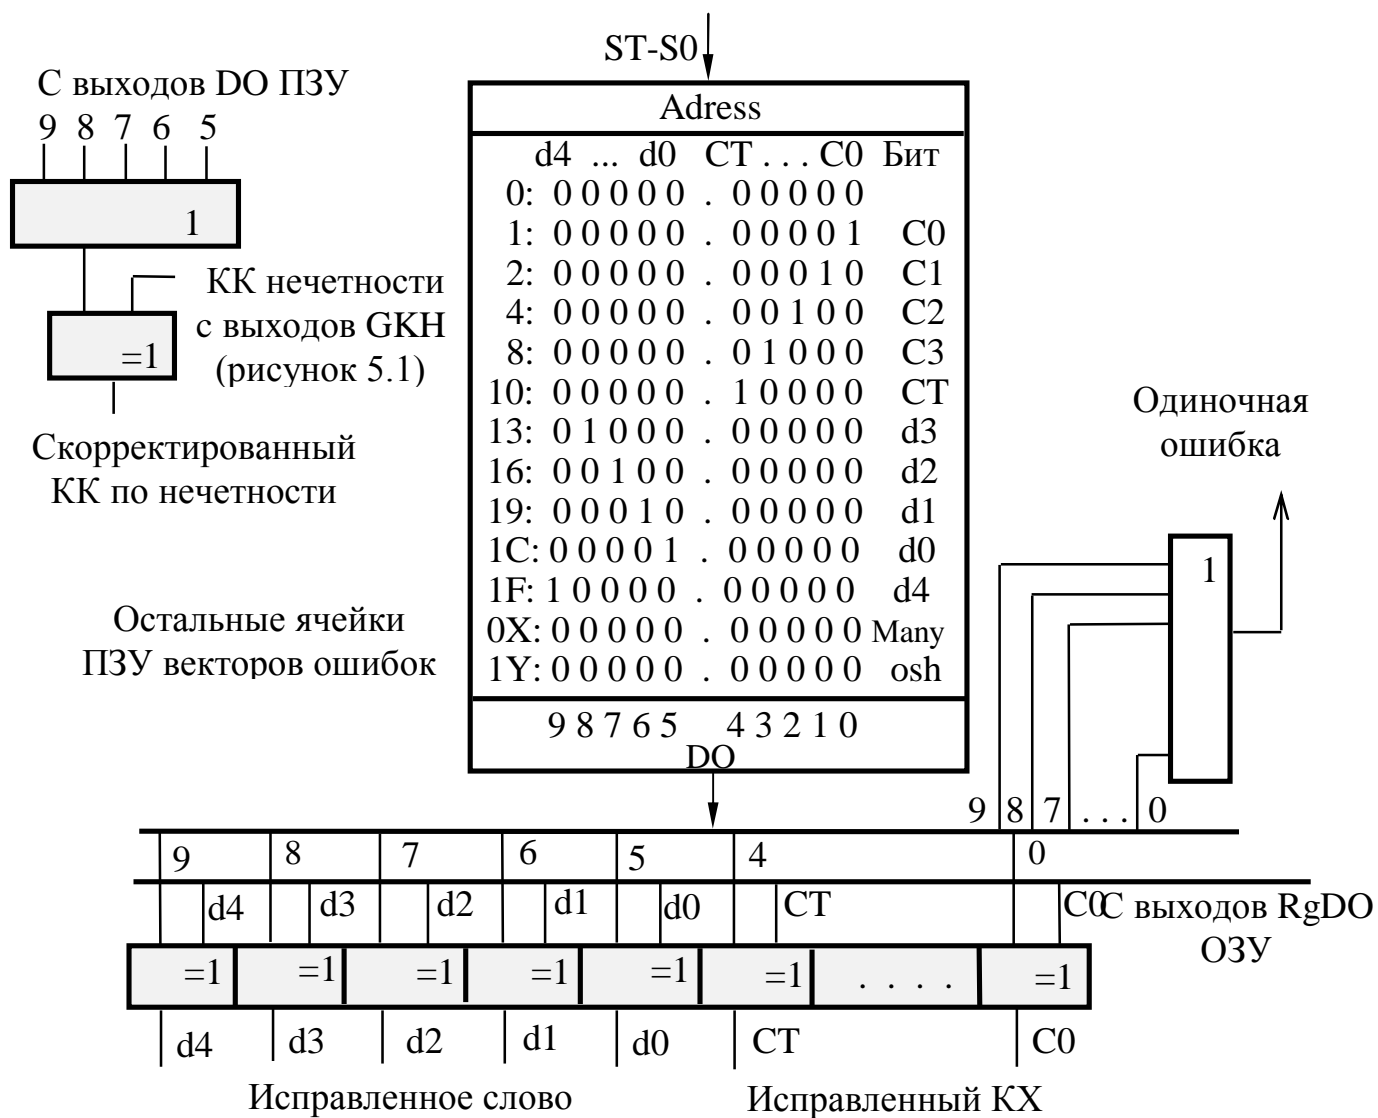 ST-S0
С выходов DO ПЗУ
9 8 7 6 5
1
КК нечетности
с выходов GKH
(рисунок 5.1)
=1
Скорректированный
КК по нечетности
Остальные ячейки
ПЗУ векторов ошибок
Adress
d4 ... d0 CT . . . C0 Бит
0: 0 0 0 0 0 . 0 0 0 0 0
1: 0 0 0 0 0 . 0 0 0 0 1 C0
2: 0 0 0 0 0 . 0 0 0 1 0 C1
4: 0 0 0 0 0 . 0 0 1 0 0 C2
8: 0 0 0 0 0 . 0 1 0 0 0 C3
10: 0 0 0 0 0 . 1 0 0 0 0 CT
13: 0 1 0 0 0 . 0 0 0 0 0 d3
16: 0 0 1 0 0 . 0 0 0 0 0 d2
19: 0 0 0 1 0 . 0 0 0 0 0 d1
1C: 0 0 0 0 1 . 0 0 0 0 0 d0
1F: 1 0 0 0 0 . 0 0 0 0 0 d4
0X: 0 0 0 0 0 . 0 0 0 0 0 Many
1Y: 0 0 0 0 0 . 0 0 0 0 0 osh
9 8 7 6 5 4 3 2 1 0
DO
Одиночная
ошибка
1
9 8 7 . . . 0
9 8 7 6 5 4 0
d4 d3 d2 d1 d0 CT C0
С выходов RgDO
ОЗУ
=1 =1 =1 =1 =1 =1 . . . . =1
d4 d3 d2 d1 d0 CT C0
Исправленное слово
Исправленный КХ